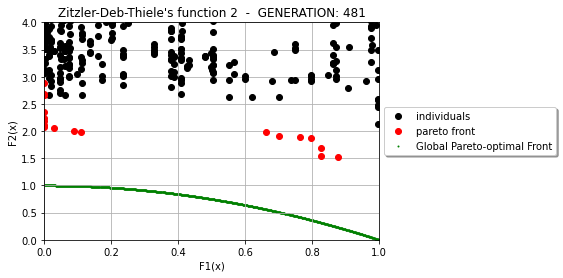 Zitzler-Deb-Thiele's function 2  -  GENERATION: 481
F2(x)
4.0
3.5
3.0
2.5
2.0
1.5
1.0
0.5
0.0
0.0 0.2 0.4 0.6 0.8 1.0
F1(x)
individuals
pareto front
Global Pareto-optimal Front